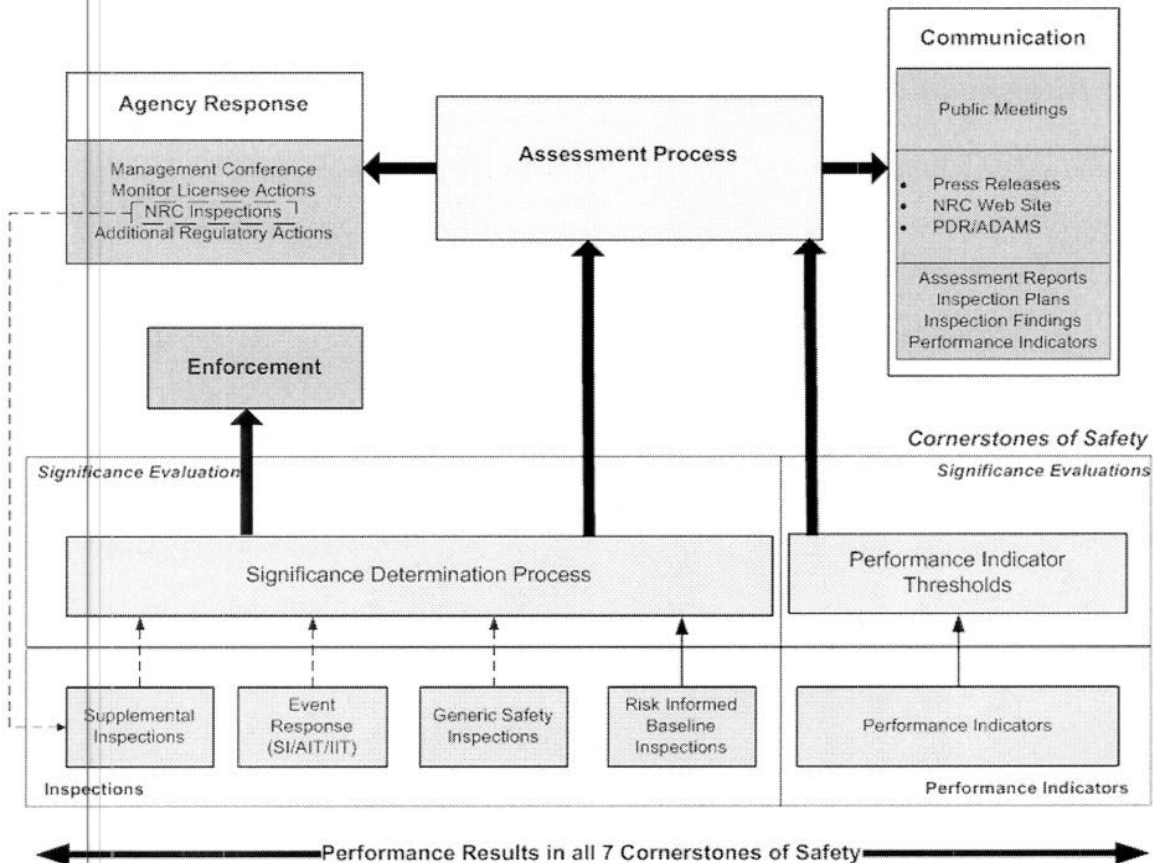 Communication
Public Meetings
• Press Releases
• NRC Web Site
• PDR/ADAMS
Assessment Reports
Inspection Plans
Inspection Findings
Performance Indicators
Agency Response
Management Conference
Monitor Licensee Actions
NRC Inspections
Additional Regulatory Actions
Assessment Process
Enforcement
Cornerstones of Safety
Significance Evaluation
Significance Evaluations
Significance Determination Process
Performance Indicator
Thresholds
Supplemental
Inspections
Event
Response
(SI/AIT/IIT)
Generic Safety
Inspections
Risk Informed
Baseline
Inspections
Performance Indicators
Inspections
Performance Indicators
Performance Results in all 7 Cornerstones of Safety